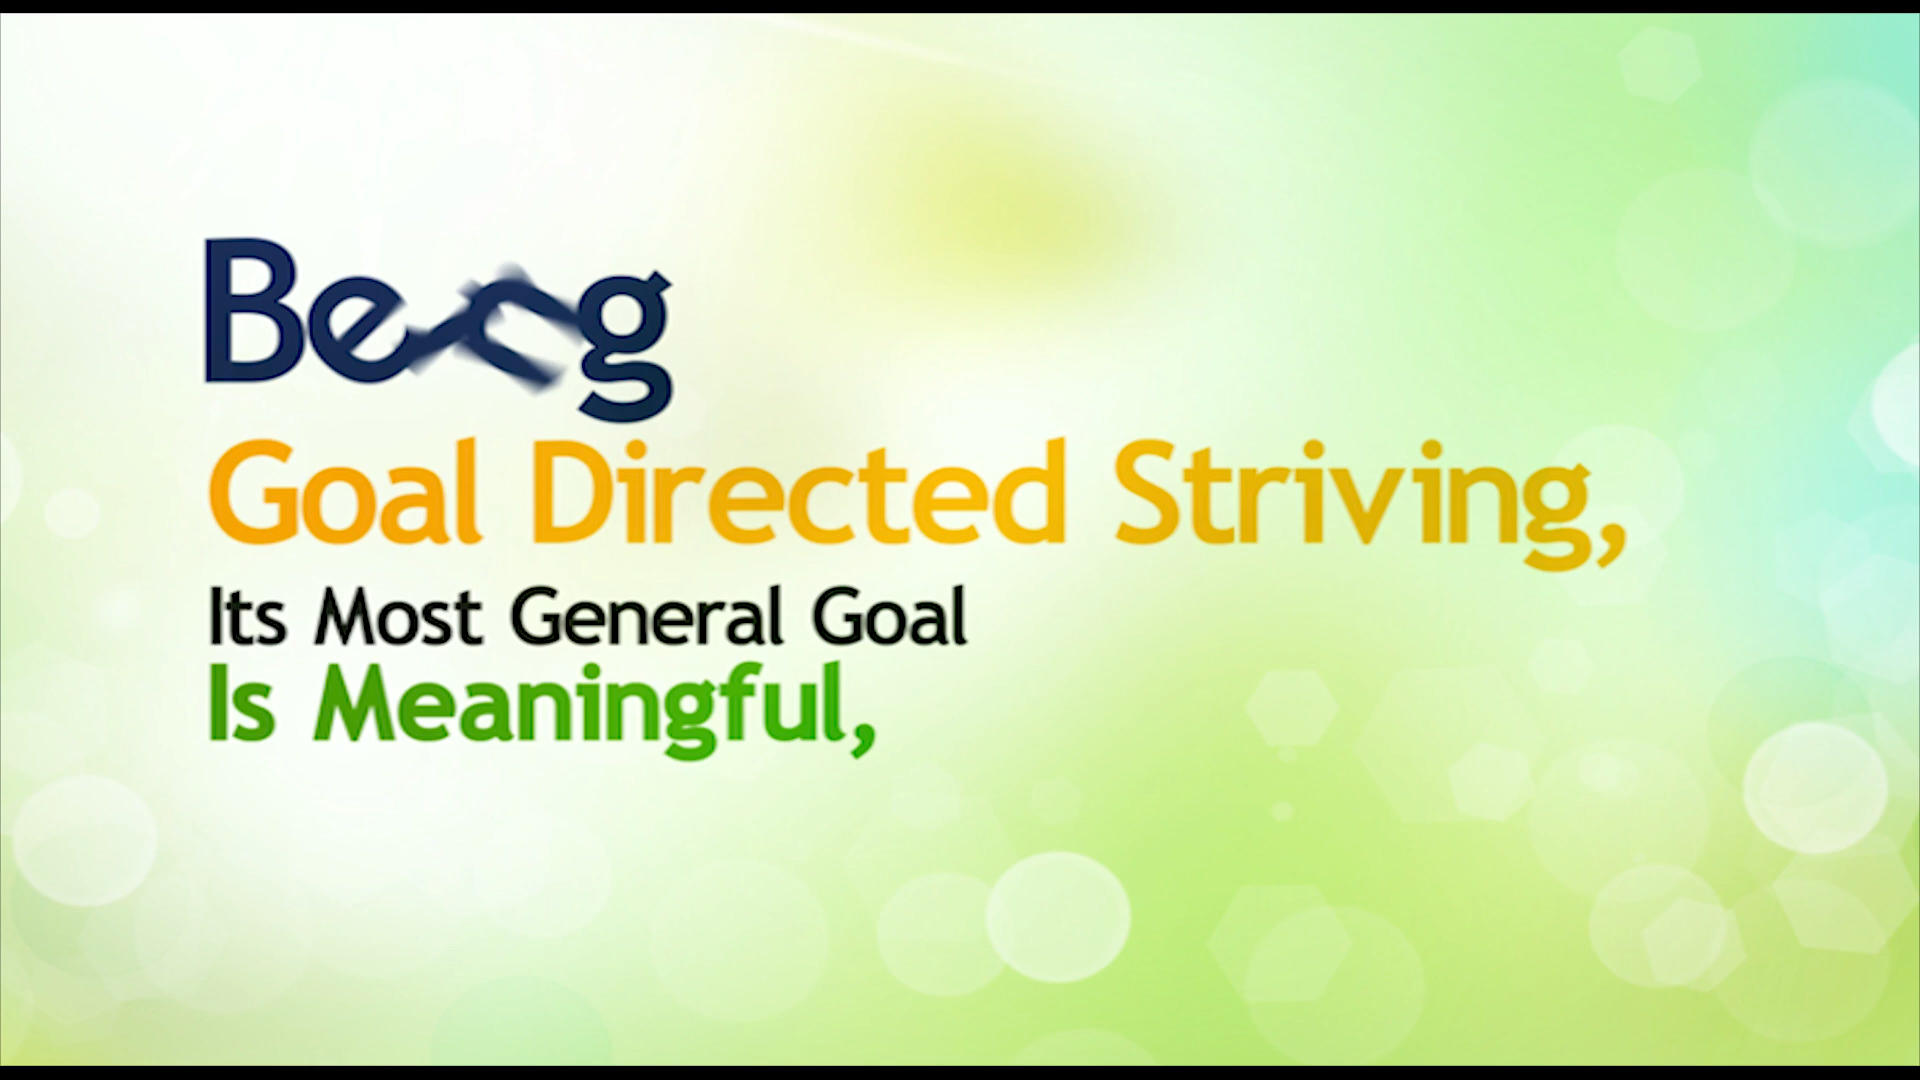 Goal Directed Striving,
Its Most General Goal
Is Meaningful,